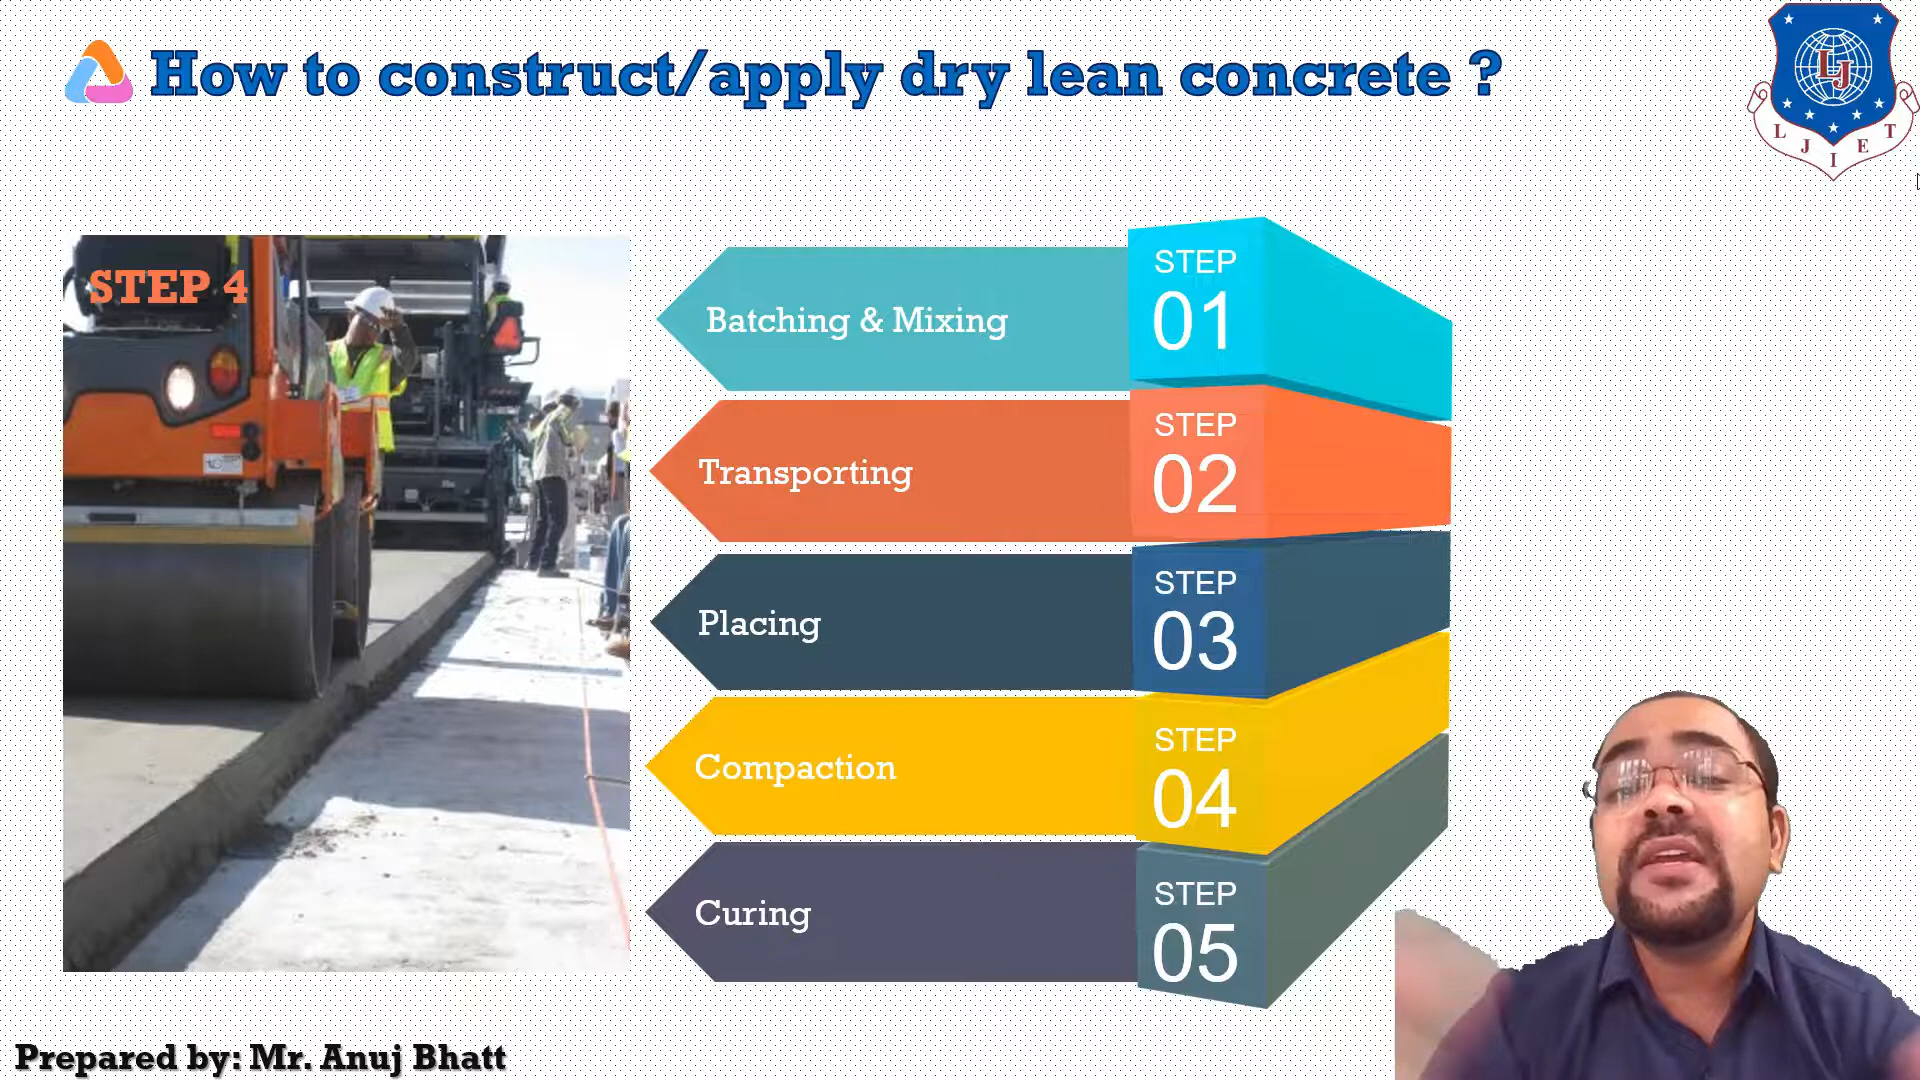 How to construct/apply dry lean concrete ?
LJ
L J I E T
STEP 4
Batching & Mixing
STEP
01
Transporting
STEP
02
Placing
STEP
03
Compaction
STEP
04
Curing
STEP
05
Prepared by: Mr. Anuj Bhatt